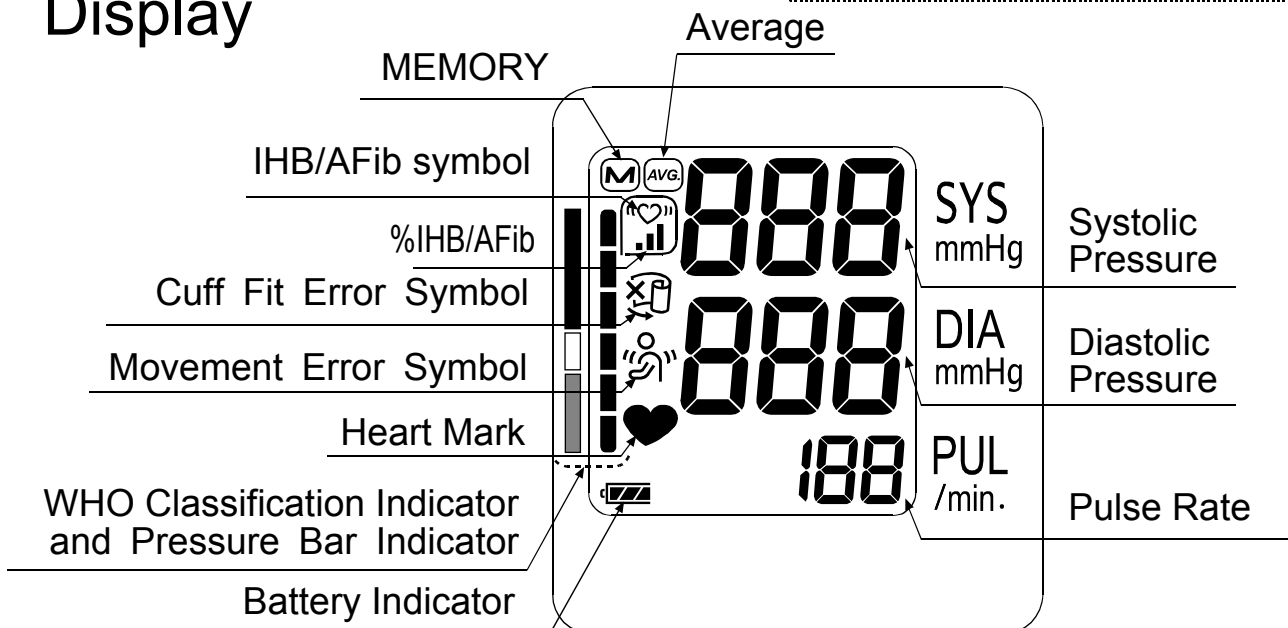 Display
Average
MEMORY
IHB/AFib symbol
%IHB/AFib
Cuff Fit Error Symbol
Movement Error Symbol
Heart Mark
WHO Classification Indicator
and Pressure Bar Indicator
Battery Indicator
M AVG.
888
SYS
mmHg
Systolic
Pressure
888
DIA
mmHg
Diastolic
Pressure
188
PUL
/min.
Pulse Rate